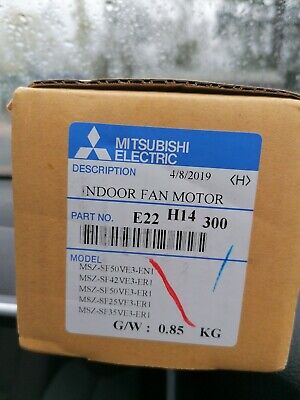 MITSUBISHI
ELECTRIC
DESCRIPTION 4/8/2019 <H>
INDOOR FAN MOTOR
PART NO. E22 H14 300
MODEL
MSZ-SF50VE3-EN1
MSZ-SF42VE3-ER1
MSZ-SF50VE3-ER1
MSZ-SF25VE3-ER1
MSZ-SF35VE3-ER1
G/W : 0.85 KG